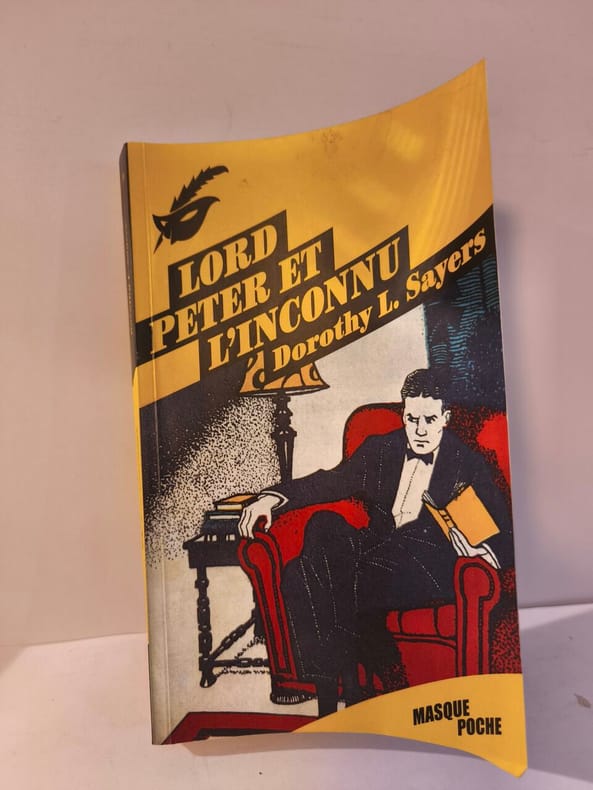 LORD
PETER ET
L'INCONNU
Dorothy L. Sayers
MASQUE
POCHE